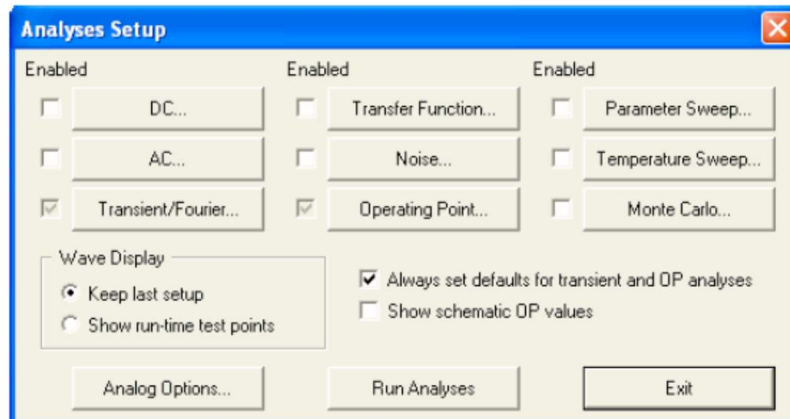 Analyses Setup
Enabled Enabled Enabled
DC... Transfer Function... Parameter Sweep...
AC... Noise... Temperature Sweep...
Transient/Fourier... Operating Point... Monte Carlo...
Wave Display
Keep last setup
Show run-time test points
Always set defaults for transient and OP analyses
Show schematic OP values
Analog Options... Run Analyses Exit